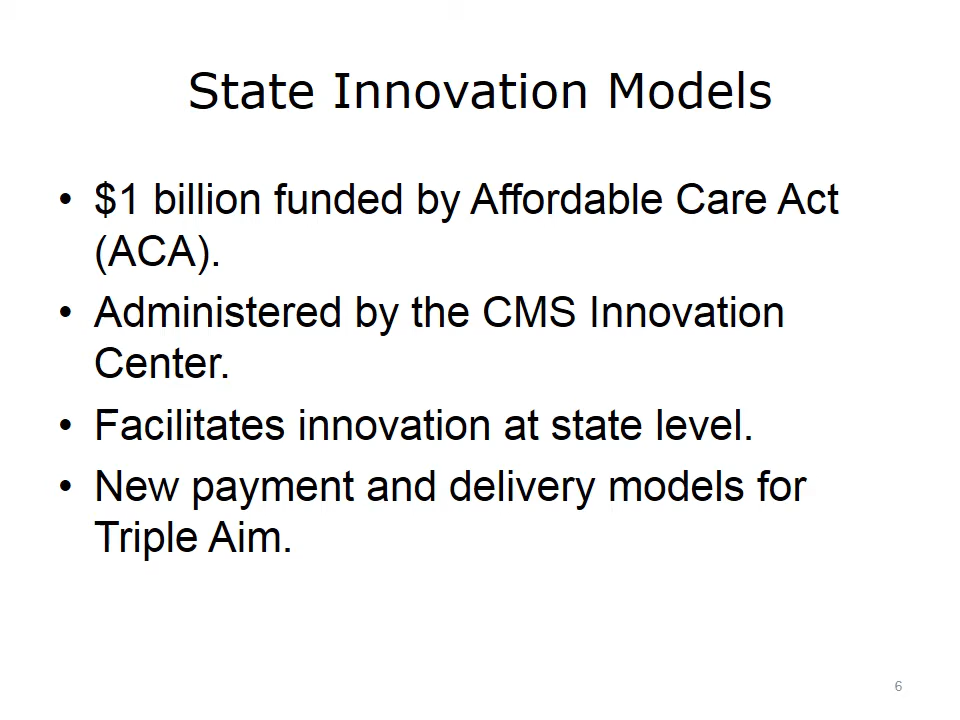 State Innovation Models
• $1 billion funded by Affordable Care Act
(ACA).
• Administered by the CMS Innovation
Center.
• Facilitates innovation at state level.
• New payment and delivery models for
Triple Aim.
6